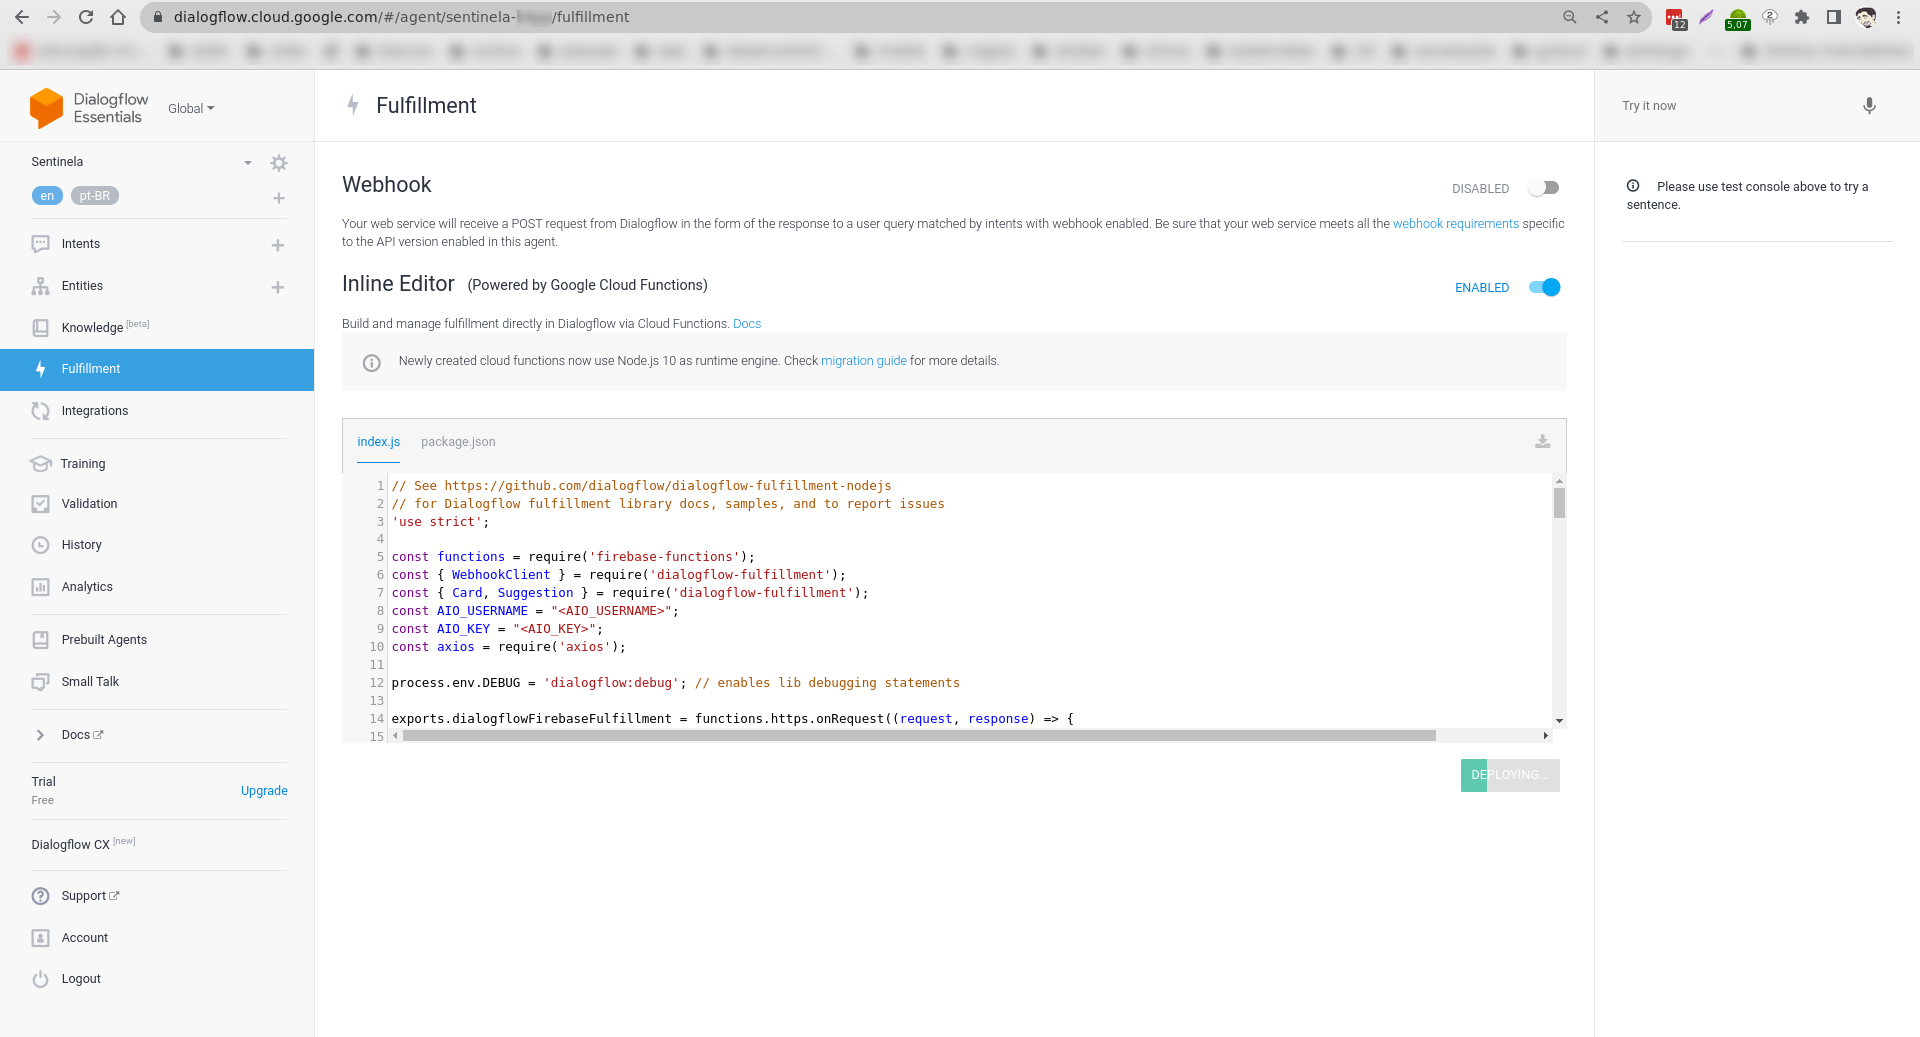 dialogflow.cloud.google.com/#/agent/sentinela-
/fulfillment
12
5,07
Dialogflow
Essentials
Global
Sentinela
en
pt-BR
Intents
Entities
Knowledge [beta]
Fulfillment
Integrations
Training
Validation
History
Analytics
Prebuilt Agents
Small Talk
Docs
Trial
Free
Upgrade
Dialogflow CX [new]
Support
Account
Logout
Fulfillment
Webhook
DISABLED
Your web service will receive a POST request from Dialogflow in the form of the response to a user query matched by intents with webhook enabled. Be sure that your web service meets all the webhook requirements specific
to the API version enabled in this agent.
Inline Editor (Powered by Google Cloud Functions)
ENABLED
Build and manage fulfillment directly in Dialogflow via Cloud Functions. Docs
Newly created cloud functions now use Node.js 10 as runtime engine. Check migration guide for more details.
index.js
package.json
1 // See https://github.com/dialogflow/dialogflow-fulfillment-nodejs
2 // for Dialogflow fulfillment library docs, samples, and to report issues
3 'use strict';
4
5 const functions = require('firebase-functions');
6 const { WebhookClient } = require('dialogflow-fulfillment');
7 const { Card, Suggestion } = require('dialogflow-fulfillment');
8 const AIO_USERNAME = "<AIO_USERNAME>";
9 const AIO_KEY = "<AIO_KEY>";
10 const axios = require('axios');
11
12 process.env.DEBUG = 'dialogflow:debug'; // enables lib debugging statements
13
14 exports.dialogflowFirebaseFulfillment = functions.https.onRequest((request, response) => {
15
DEPLOYING...
Try it now
Please use test console above to try a
sentence.